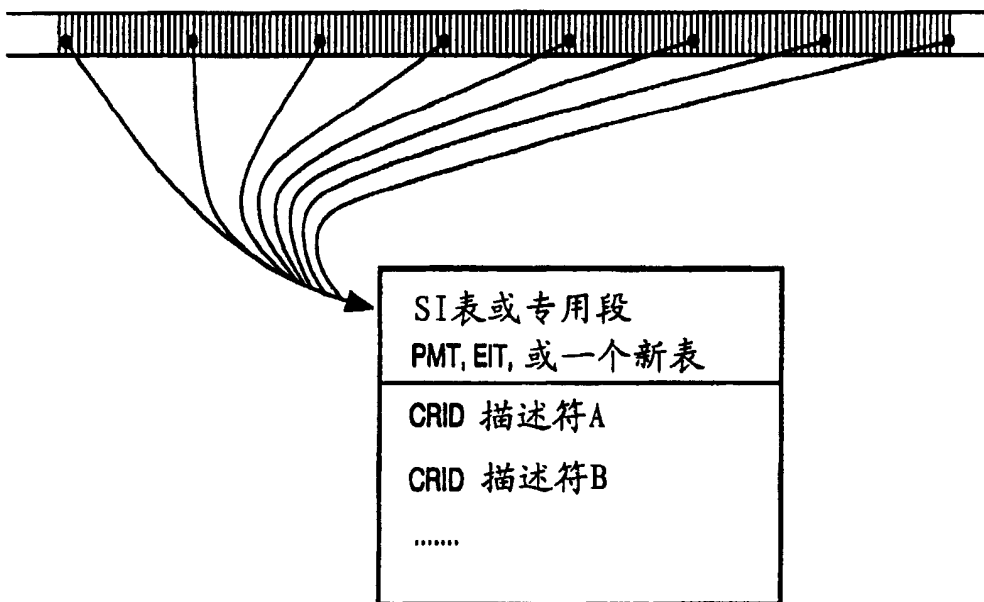 SI表或专用段
PMT, EIT, 或一个新表
CRID 描述符A
CRID 描述符B
.......